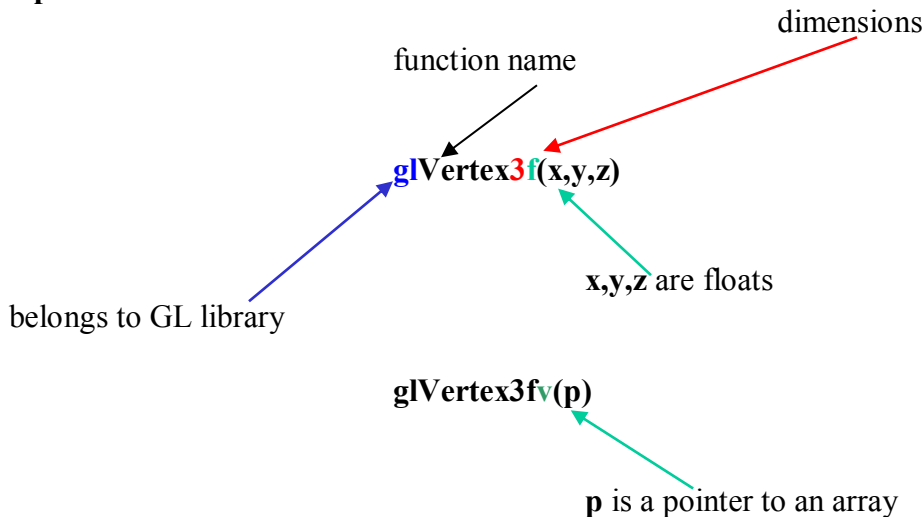 dimensions
function name
glVertex3f(x,y,z)
x,y,z are floats
belongs to GL library
glVertex3fv(p)
p is a pointer to an array